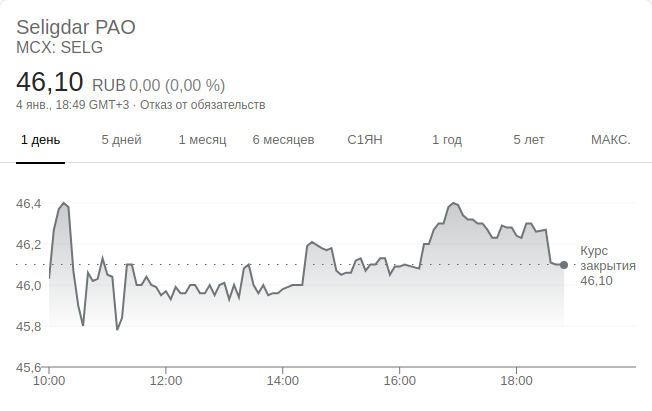 Seligdar PAO
MCX: SELG
46,10 RUB 0,00 (0,00 %)
4 янв., 18:49 GMT+3 · Отказ от обязательств
1 день 5 дней 1 месяц 6 месяцев С1ЯН 1 год 5 лет МАКС.
46,4
46,2
46,0
45,8
45,6
Курс
закрытия
46,10
10:00 12:00 14:00 16:00 18:00